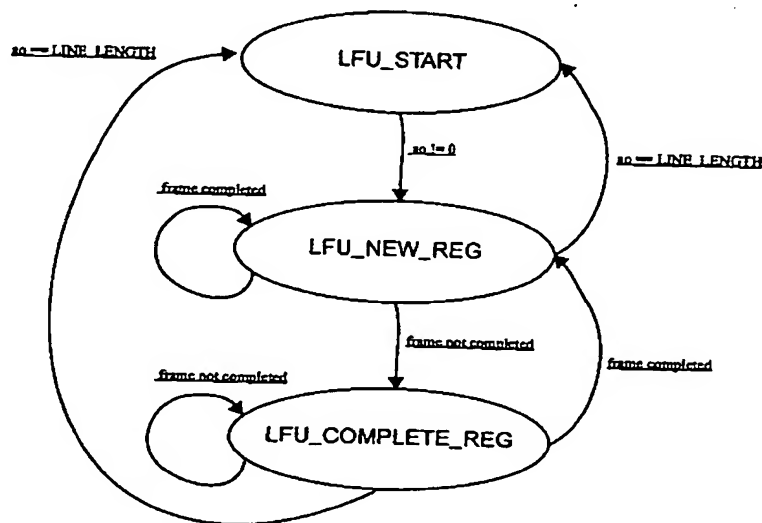 ao == LINE_LENGTH
LFU_START
ao != 0
ao == LINE_LENGTH
frame completed
LFU_NEW_REG
frame not completed
frame completed
frame not completed
LFU_COMPLETE_REG